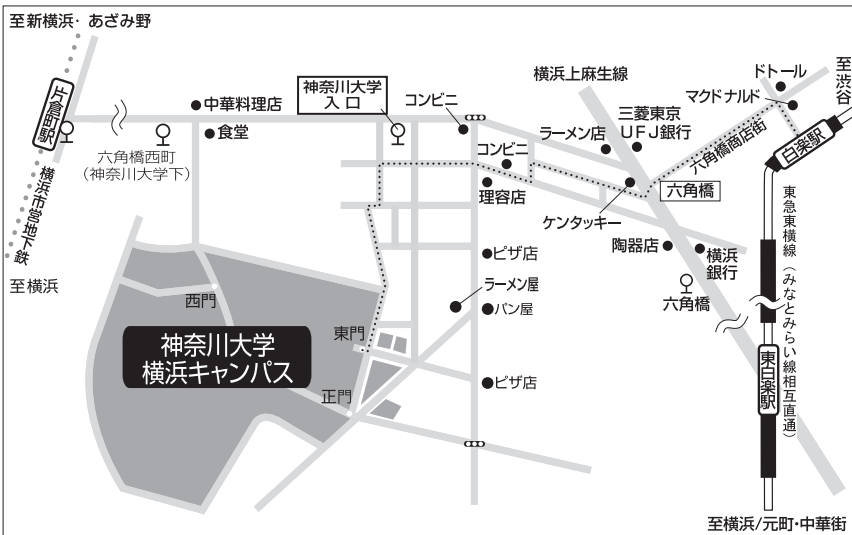 至新横浜・あざみ野
片倉町駅
横浜市営地下鉄
至横浜
中華料理店
食堂
六角橋西町
(神奈川大学下)
神奈川大学
入口
コンビニ
コンビニ
理容店
ピザ店
ラーメン屋
パン屋
ピザ店
西門
東門
正門
神奈川大学
横浜キャンパス
横浜上麻生線
ラーメン店
三菱東京
UFJ銀行
ケンタッキー
六角橋
陶器店
横浜
銀行
六角橋
六角橋商店街
ドトール
マクドナルド
至渋谷
白楽駅
東急東横線(みなとみらい線相互直通)
東白楽駅
至横浜/元町・中華街